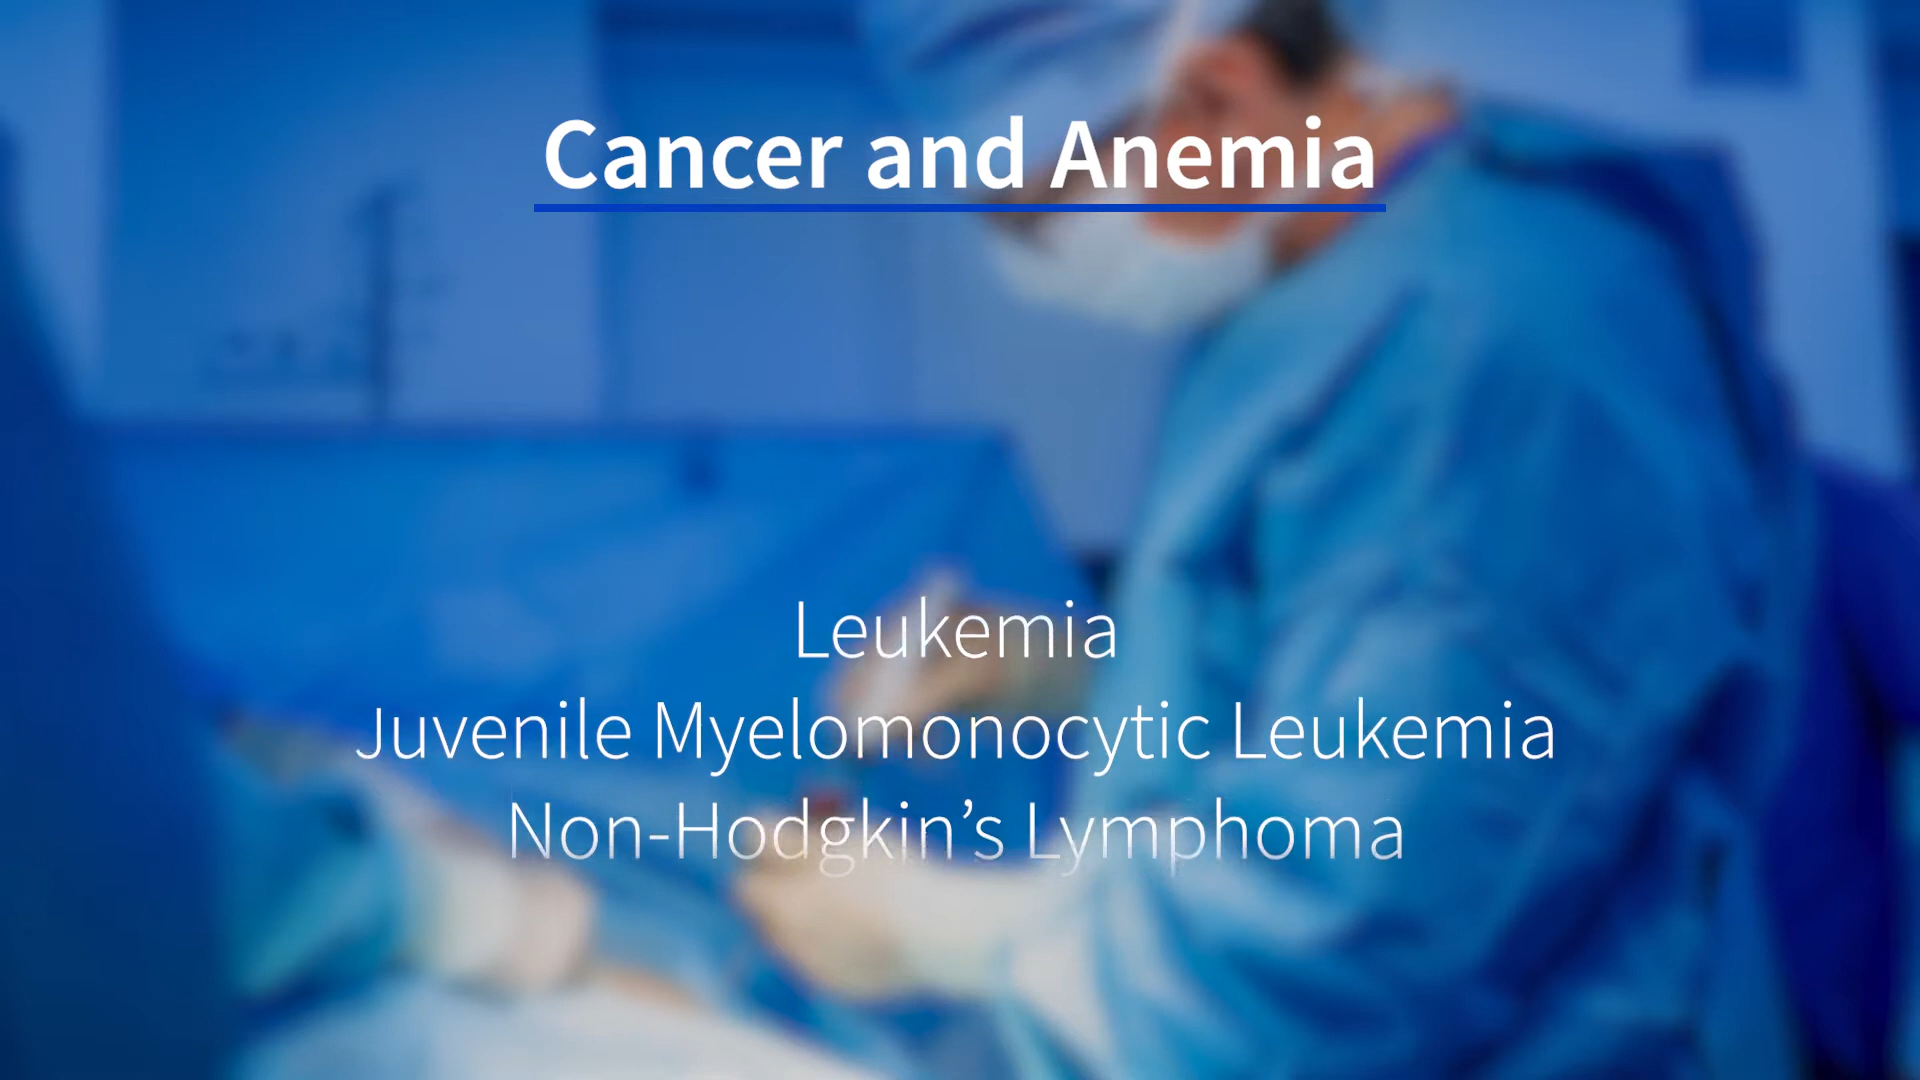 Cancer and Anemia
Leukemia
Juvenile Myelomonocytic Leukemia
Non-Hodgkin’s Lymphoma